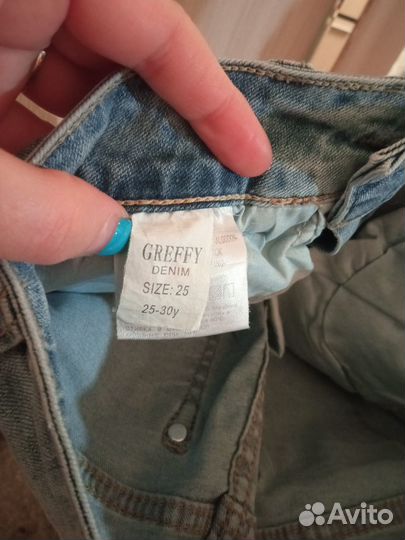 GREFFY
DENIM
SIZE: 25
25-30y
Avito